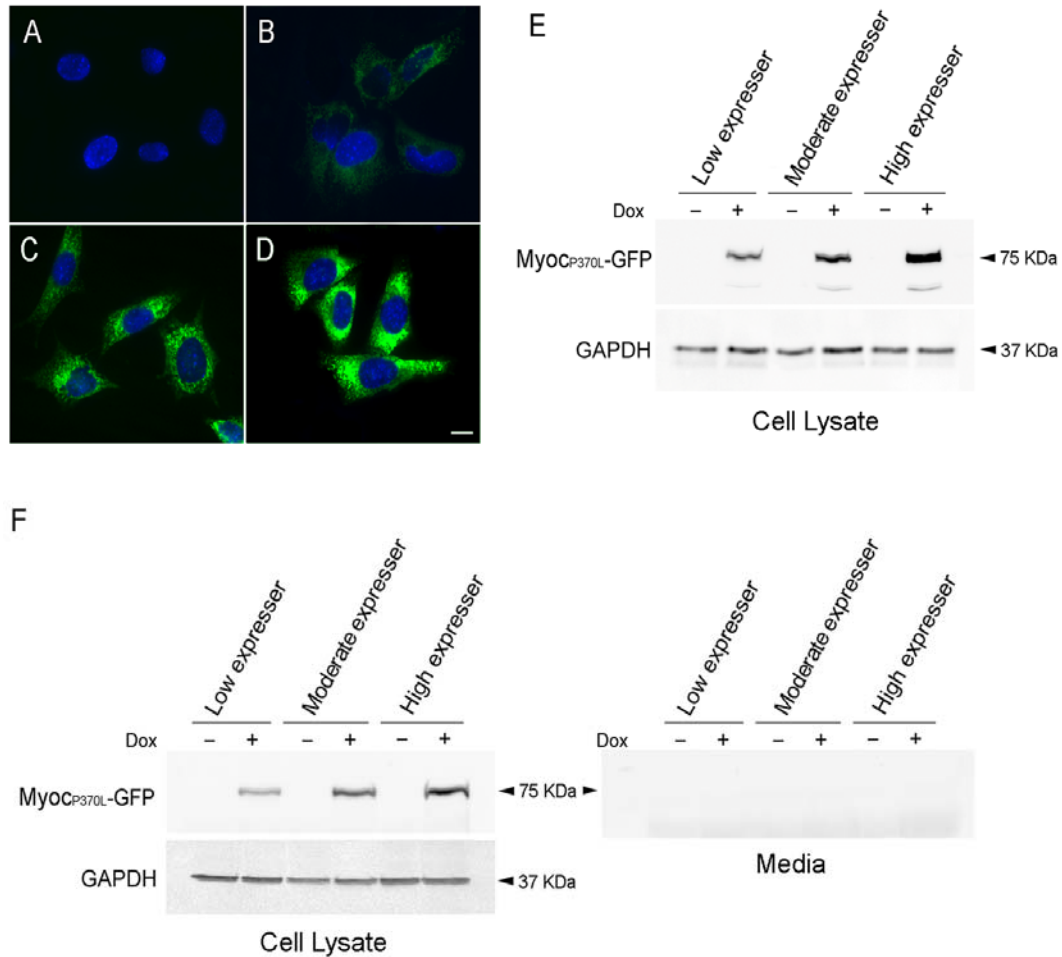 A
B
C
D
E
Low expresser
Moderate expresser
High expresser
Dox – + – + – +
MyocP370L-GFP
75 KDa
GAPDH
37 KDa
Cell Lysate
F
Low expresser
Moderate expresser
High expresser
Dox – + – + – +
MyocP370L-GFP
75 KDa
GAPDH
37 KDa
Cell Lysate
Low expresser
Moderate expresser
High expresser
Dox – + – + – +
Media